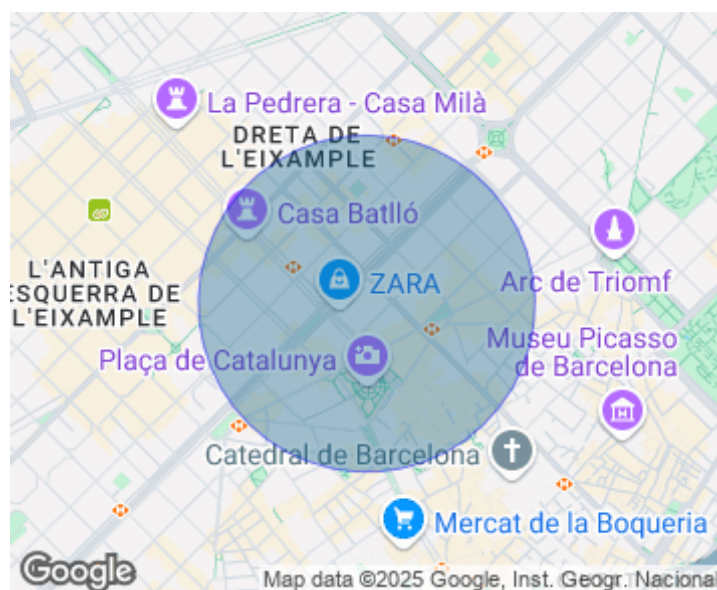 La Pedrera - Casa Milà
DRETA DE
L'EIXAMPLE
Casa Batlló
L'ANTIGA
ESQUERRA DE
L'EIXAMPLE
ZARA
Arc de Triomf
Plaça de Catalunya
Museu Picasso
de Barcelona
Catedral de Barcelona
Mercat de la Boqueria
Google
Map data ©2025 Google, Inst. Geogr. Nacional